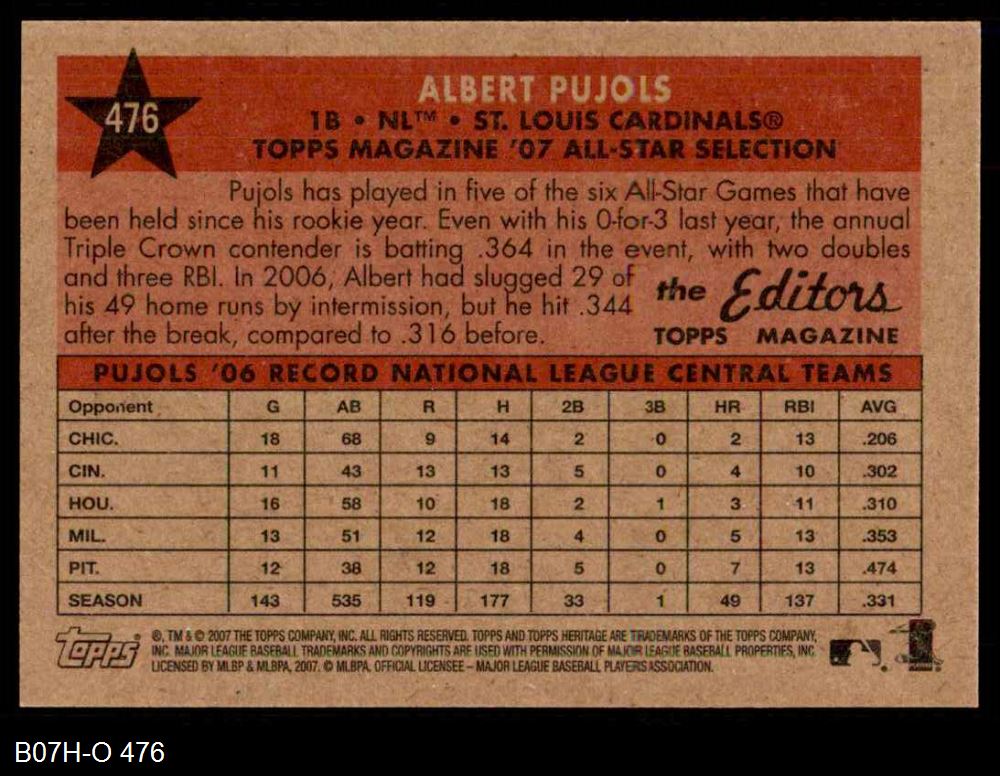 476
ALBERT PUJOLS
1B • NL™ • ST. LOUIS CARDINALS®
TOPPS MAGAZINE '07 ALL-STAR SELECTION
Pujols has played in five of the six All-Star Games that have
been held since his rookie year. Even with his 0-for-3 last year, the annual
Triple Crown contender is batting .364 in the event, with two doubles
and three RBI. In 2006, Albert had slugged 29 of
his 49 home runs by intermission, but he hit .344
after the break, compared to .316 before.
the Editors
TOPPS MAGAZINE
PUJOLS '06 RECORD NATIONAL LEAGUE CENTRAL TEAMS
Opponent G AB R H 2B 3B HR RBI AVG
CHIC. 18 68 9 14 2 0 2 13 .206
CIN. 11 43 13 13 5 0 4 10 .302
HOU. 16 58 10 18 2 1 3 11 .310
MIL. 13 51 12 18 4 0 5 13 .353
PIT. 12 38 12 18 5 0 7 13 .474
SEASON 143 535 119 177 33 1 49 137 .331
Topps®
®, TM & © 2007 THE TOPPS COMPANY, INC. ALL RIGHTS RESERVED. TOPPS AND TOPPS HERITAGE ARE TRADEMARKS OF THE TOPPS COMPANY,
INC. MAJOR LEAGUE BASEBALL TRADEMARKS AND COPYRIGHTS ARE USED WITH PERMISSION OF MAJOR LEAGUE BASEBALL PROPERTIES, INC.
LICENSED BY MLBP & MLBPA, 2007. © MLBPA. OFFICIAL LICENSEE – MAJOR LEAGUE BASEBALL PLAYERS ASSOCIATION.
B07H-O 476